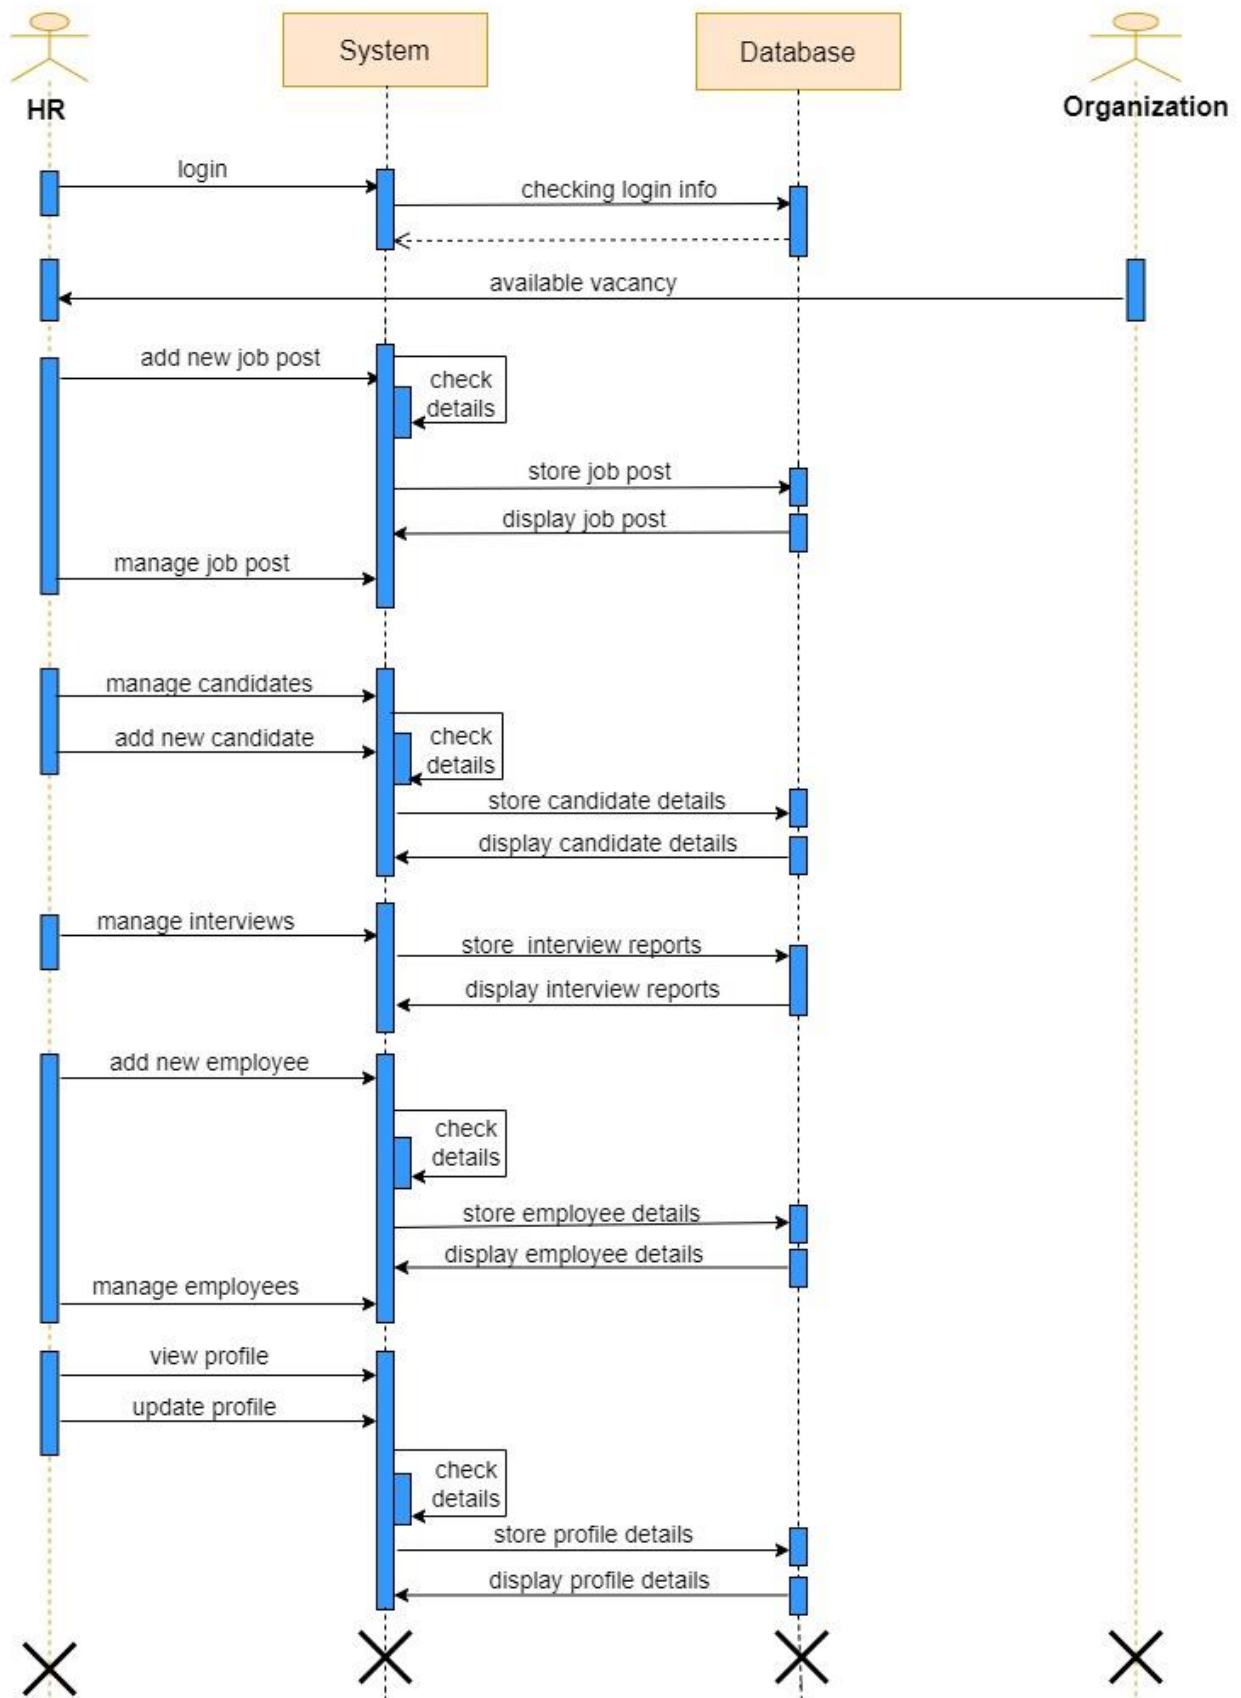 System
Database
HR
Organization
login
checking login info
available vacancy
add new job post
check
details
store job post
display job post
manage job post
manage candidates
add new candidate
check
details
store candidate details
display candidate details
manage interviews
store interview reports
display interview reports
add new employee
check
details
store employee details
display employee details
manage employees
view profile
update profile
check
details
store profile details
display profile details